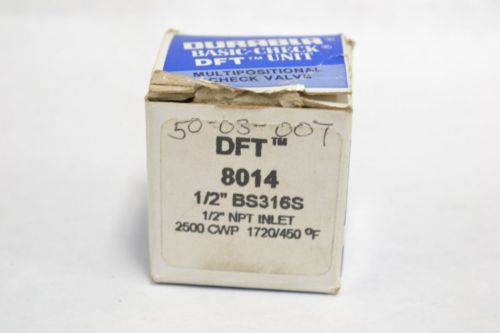 DURABLA®
BASIC-CHECK®
DFT™ UNIT
MULTIPOSITIONAL
CHECK VALVE
50-03-007
DFT™
8014
1/2" BS316S
1/2" NPT INLET
2500 CWP 1720/450 °F